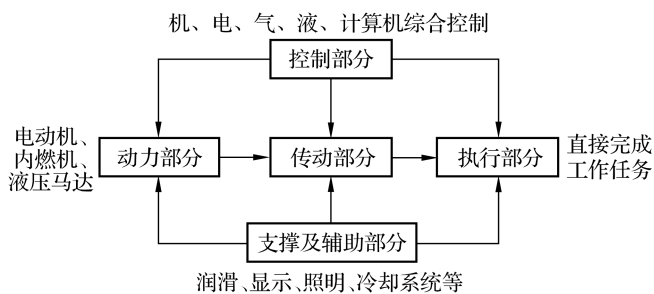 机、电、气、液、计算机综合控制
控制部分
电动机、
内燃机、
液压马达
动力部分
传动部分
执行部分
直接完成
工作任务
支撑及辅助部分
润滑、显示、照明、冷却系统等